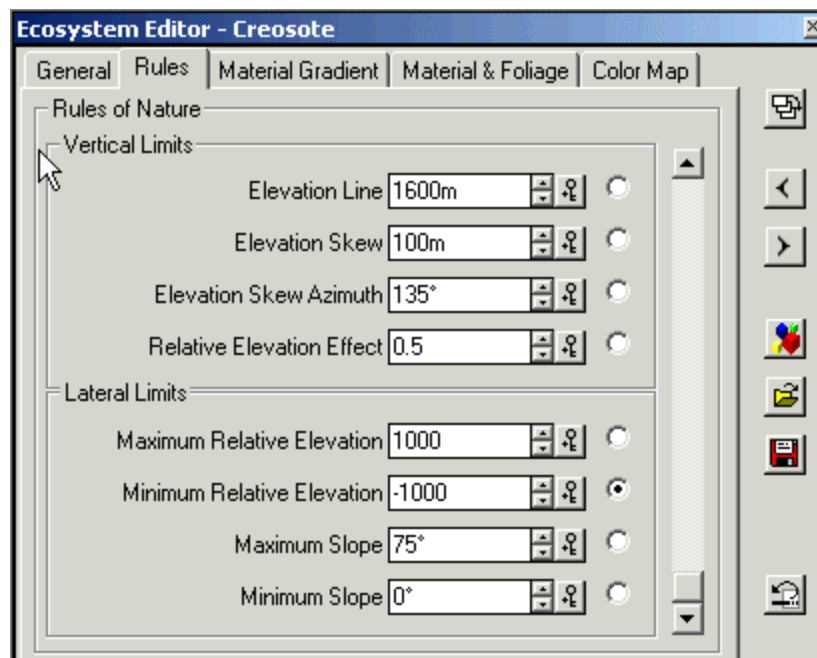 Ecosystem Editor - Creosote
General Rules Material Gradient Material & Foliage Color Map
Rules of Nature
Vertical Limits
Elevation Line 1600m
Elevation Skew 100m
Elevation Skew Azimuth 135°
Relative Elevation Effect 0.5
Lateral Limits
Maximum Relative Elevation 1000
Minimum Relative Elevation -1000
Maximum Slope 75°
Minimum Slope 0°